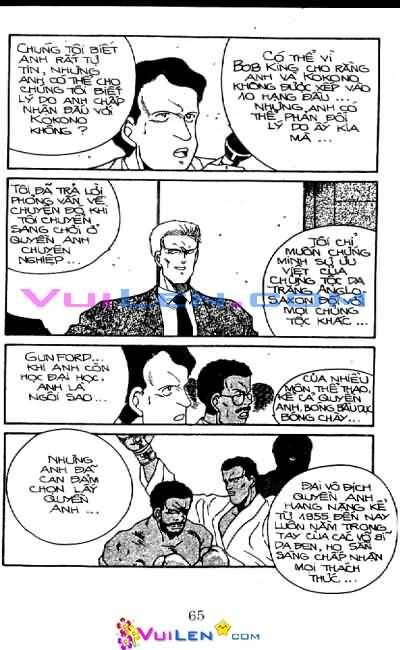 CHÚNG TÔI BIẾT
ANH RẤT TỰ
TIN, NHƯNG
ANH CÓ THỂ CHO
CHÚNG TÔI BIẾT
LÝ DO ANH CHẤP
NHẬN ĐẤU VỚI
KOKONO
KHÔNG ?
CÓ THỂ VÌ
BOB KING CHO RẰNG
ANH VÀ KOKONO
KHÔNG ĐƯỢC XẾP VÀO
10 HẠNG ĐẦU ...
NHƯNG ANH CÓ
THỂ PHẢN ĐỐI
LÝ DO ẤY KIA
MÀ ...
TÔI ĐÃ TRẢ LỜI
PHỎNG VẤN VỀ
CHUYỆN ĐÓ KHI
TÔI CHUYỂN
SANG CHƠI Ở
QUYỀN ANH
CHUYÊN
NGHIỆP ...
TÔI CHỈ
MUỐN CHỨNG
MINH SỰ ƯU
VIỆT CỦA
CHỦNG TỘC DA
TRẮNG ANGLO
SAXON ĐỐI VỚI
MỌI CHỦNG
TỘC KHÁC ...
VUILEN.COM
GUNFORD...
KHI ANH CÒN
HỌC ĐẠI HỌC,
ANH LÀ
NGÔI SAO ...
CỦA NHIỀU
MÔN THỂ THAO,
KỂ CẢ QUYỀN
ANH, BÓNG BẦU DỤC
BÓNG CHÀY...
NHƯNG
ANH ĐÃ
CAN ĐẢM
CHỌN LẤY
QUYỀN
ANH ...
ĐAI VÔ ĐỊCH
QUYỀN ANH
HẠNG NẶNG KỂ
TỪ 1955 ĐẾN NAY
LUÔN NẰM TRONG
TAY CỦA CÁC VÕ SĨ
DA ĐEN, HỌ SẴN
SÀNG CHẤP NHẬN
MỌI THÁCH
THỨC ...
65
VUILEN.COM